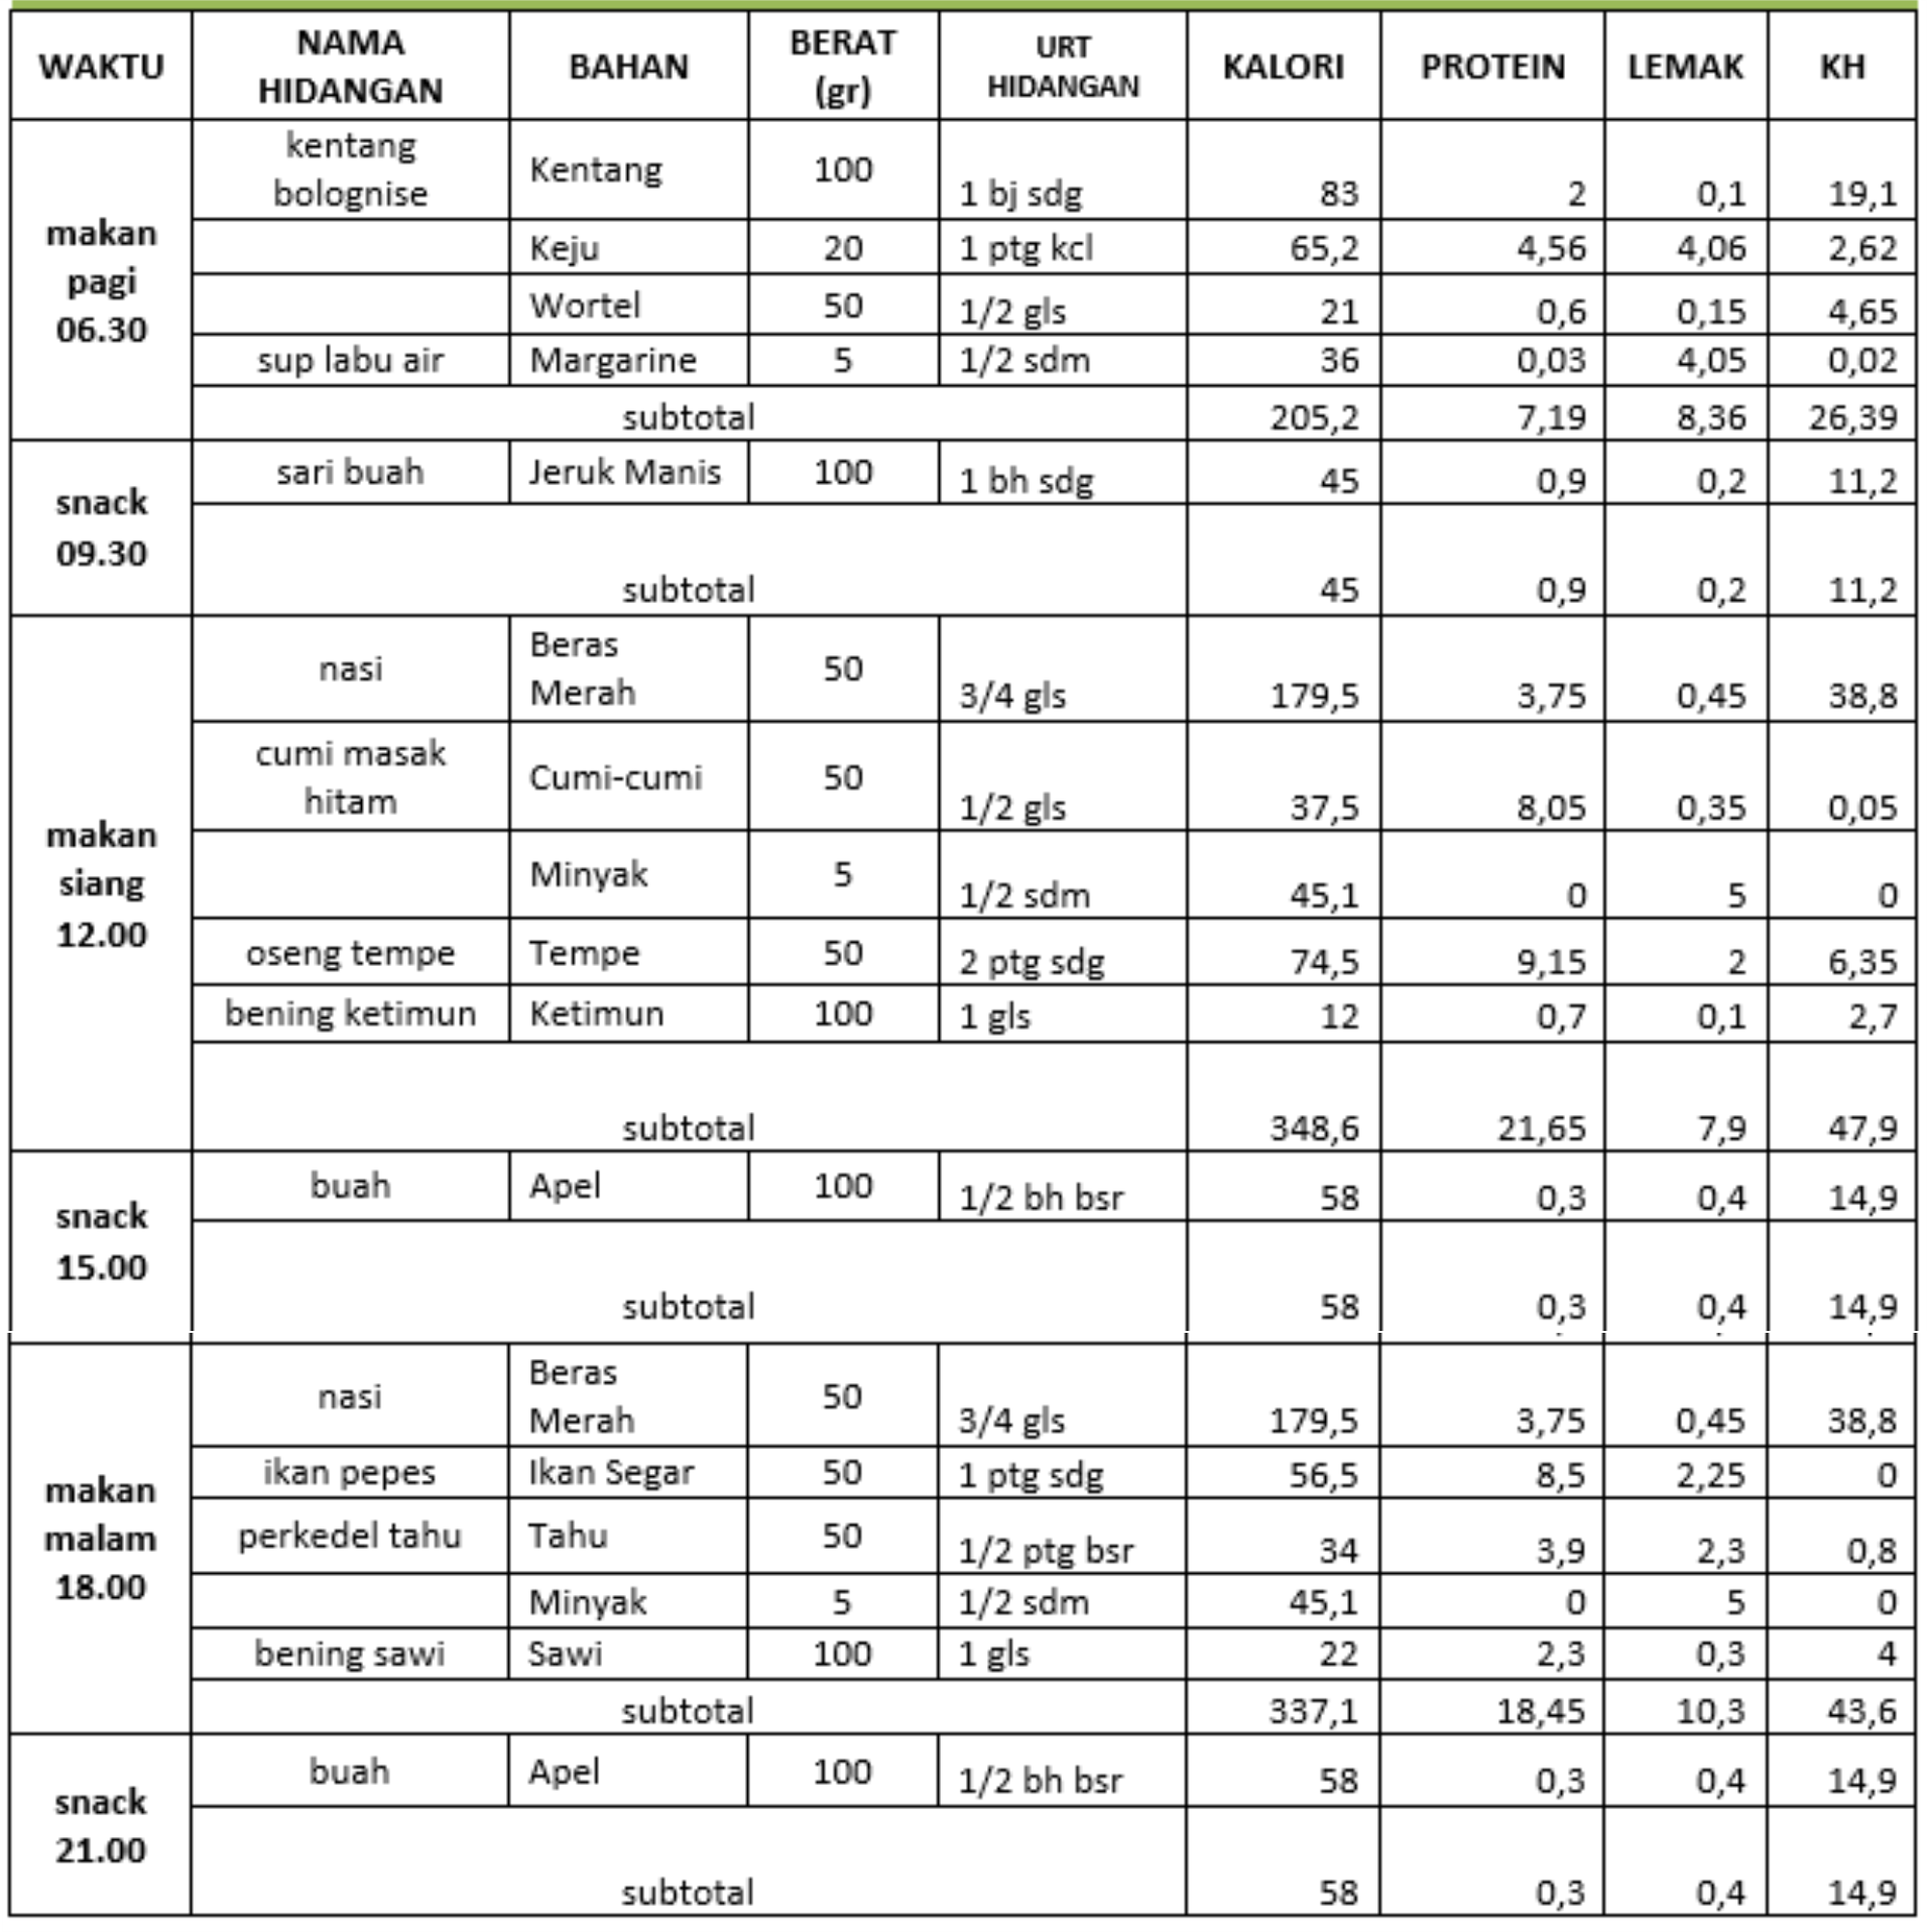 WAKTU NAMA HIDANGAN BAHAN BERAT (gr) URT HIDANGAN KALORI PROTEIN LEMAK KH
makan pagi 06.30
kentang bolognise Kentang 100 1 bj sdg 83 2 0,1 19,1
Keju 20 1 ptg kcl 65,2 4,56 4,06 2,62
Wortel 50 1/2 gls 21 0,6 0,15 4,65
sup labu air Margarine 5 1/2 sdm 36 0,03 4,05 0,02
subtotal 205,2 7,19 8,36 26,39
snack 09.30
sari buah Jeruk Manis 100 1 bh sdg 45 0,9 0,2 11,2
subtotal 45 0,9 0,2 11,2
makan siang 12.00
nasi Beras Merah 50 3/4 gls 179,5 3,75 0,45 38,8
cumi masak hitam Cumi-cumi 50 1/2 gls 37,5 8,05 0,35 0,05
Minyak 5 1/2 sdm 45,1 0 5 0
oseng tempe Tempe 50 2 ptg sdg 74,5 9,15 2 6,35
bening ketimun Ketimun 100 1 gls 12 0,7 0,1 2,7
subtotal 348,6 21,65 7,9 47,9
snack 15.00
buah Apel 100 1/2 bh bsr 58 0,3 0,4 14,9
subtotal 58 0,3 0,4 14,9
makan malam 18.00
nasi Beras Merah 50 3/4 gls 179,5 3,75 0,45 38,8
ikan pepes Ikan Segar 50 1 ptg sdg 56,5 8,5 2,25 0
perkedel tahu Tahu 50 1/2 ptg bsr 34 3,9 2,3 0,8
Minyak 5 1/2 sdm 45,1 0 5 0
bening sawi Sawi 100 1 gls 22 2,3 0,3 4
subtotal 337,1 18,45 10,3 43,6
snack 21.00
buah Apel 100 1/2 bh bsr 58 0,3 0,4 14,9
subtotal 58 0,3 0,4 14,9